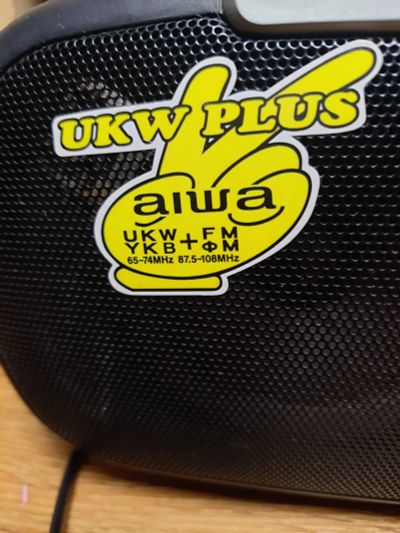 UKW PLUS
aiwa
UKW + FM
УКВ ФМ
65-74MHz 87.5-108MHz